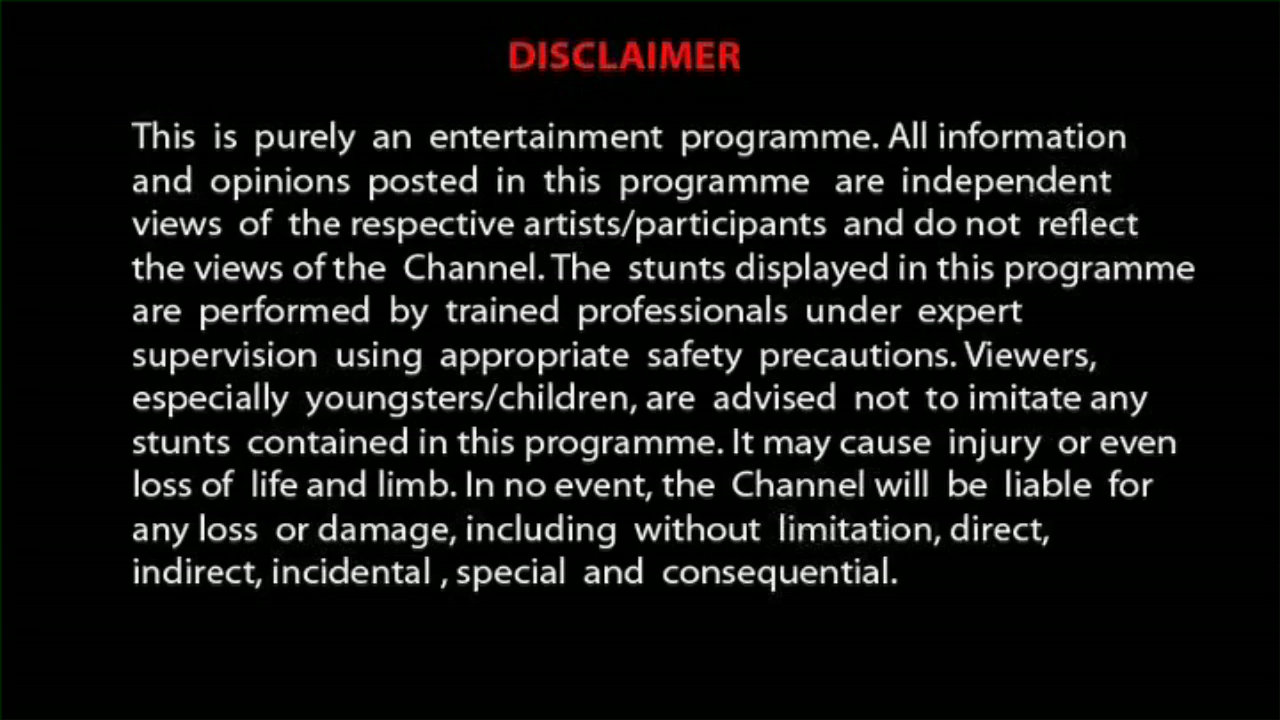 DISCLAIMER
This is purely an entertainment programme. All information
and opinions posted in this programme are independent
views of the respective artists/participants and do not reflect
the views of the Channel. The stunts displayed in this programme
are performed by trained professionals under expert
supervision using appropriate safety precautions. Viewers,
especially youngsters/children, are advised not to imitate any
stunts contained in this programme. It may cause injury or even
loss of life and limb. In no event, the Channel will be liable for
any loss or damage, including without limitation, direct,
indirect, incidental , special and consequential.